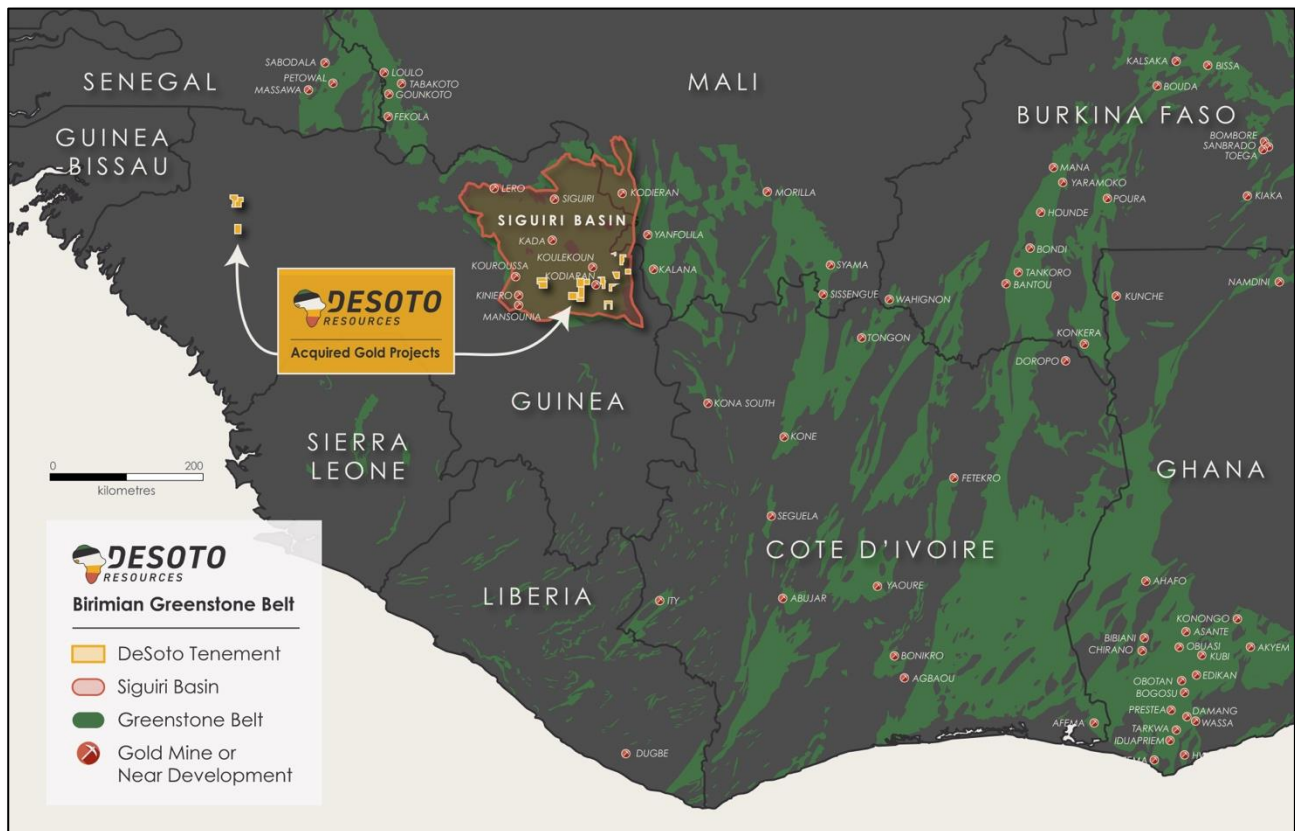 SENEGAL
GUINEA
-BISSAU
MALI
BURKINA FASO
SABODALA
PETOWAL
MASSAWA
LOULO
TABAKOTO
GOUNKOTO
FEKOLA
KALSAKA
BISSA
BOUDA
BOMBORE
SANBRADO
TOEGA
MANA
YARAMOKO
POURA
KIAKA
HOUNDE
BONDI
TANKORO
BANTOU
LERO
SIGUIRI
KODIERAN
SIGUIRI BASIN
KADA
KOULEKOUN
KOUROUSSA
KODIARAN
KINIERO
MANSOUNIA
MORILLA
YANFOLILA
KALANA
SYAMA
SISSENGUE
WAHIGNON
NAMDINI
KUNCHE
KONKERA
DOROPO
TONGON
DESOTO
RESOURCES
Acquired Gold Projects
GUINEA
SIERRA
LEONE
KONA SOUTH
KONE
FETEKRO
GHANA
0
200
kilometres
SEGUELA
COTE D'IVOIRE
LIBERIA
ITY
ABUJAR
YAOURE
AHAFO
BONIKRO
AGBAOU
KONONGO
ASANTE
BIBIANI
CHIRANO
OBUASI
KUBI
AKYEM
EDIKAN
OBOTAN
BOGOSU
PRESTEA
DAMANG
WASSA
TARKWA
IDUAPRIEM
AFEMA
DUGBE
DESOTO
RESOURCES
Birimian Greenstone Belt
DeSoto Tenement
Siguiri Basin
Greenstone Belt
Gold Mine or
Near Development